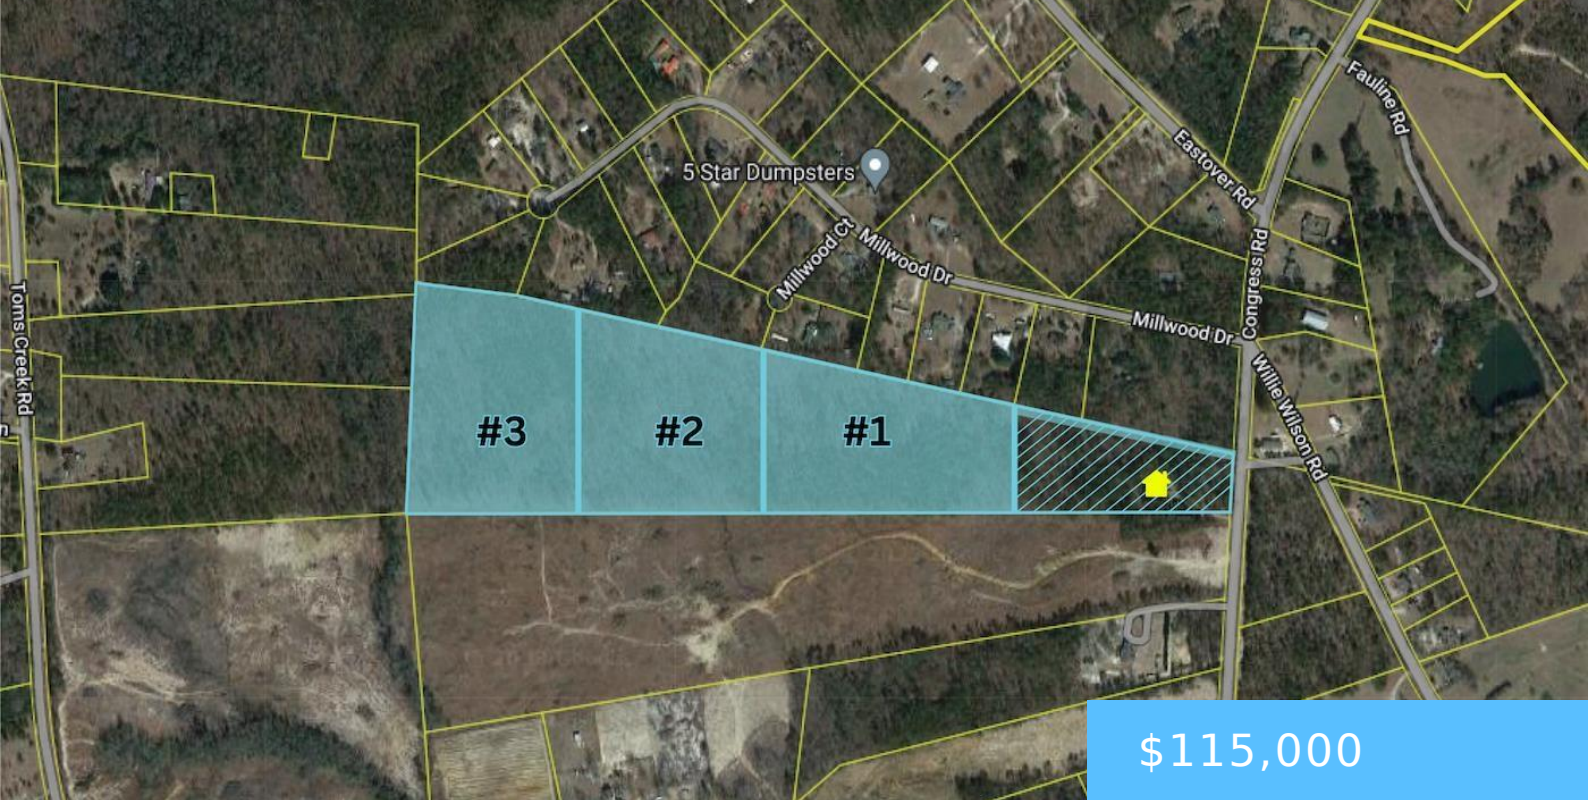 Fauline Rd
Eastover Rd
5 Star Dumpsters
Millwood Ct
Millwood Dr
Congress Rd
Millwood Dr
Toms Creek Rd
Willie Wilson Rd
n
#3
#2
#1
$115,000